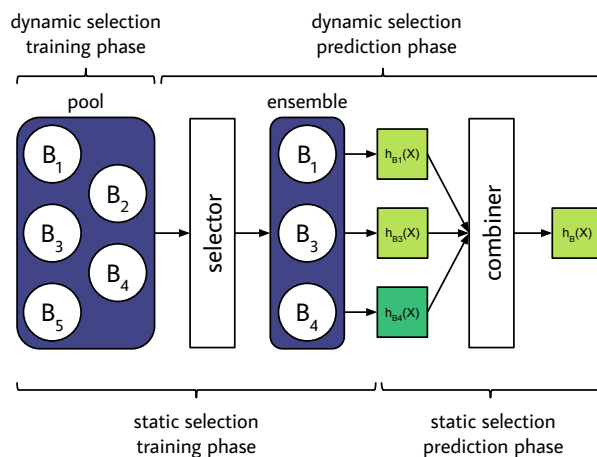 dynamic selection
training phase
dynamic selection
prediction phase
pool
ensemble
B1
B2
B3
B4
B5
selector
B1
B3
B4
hB1(X)
hB3(X)
hB4(X)
combiner
hB(X)
static selection
training phase
static selection
prediction phase